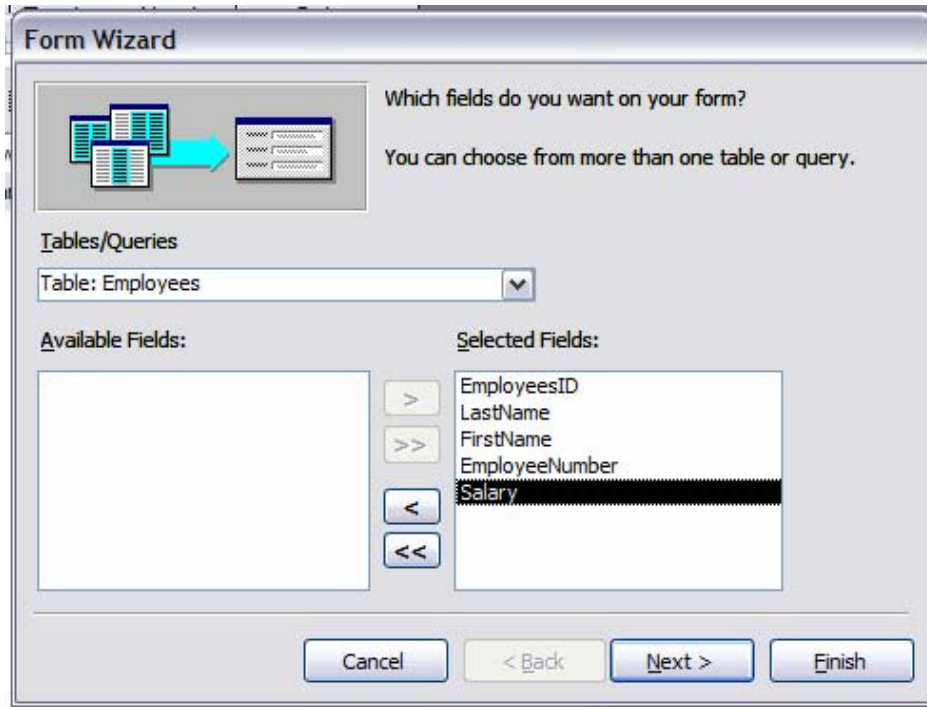 Form Wizard
Which fields do you want on your form?
You can choose from more than one table or query.
Tables/Queries
Table: Employees
Available Fields:
Selected Fields:
>
>>
<
<<
EmployeesID
LastName
FirstName
EmployeeNumber
Salary
Cancel
< Back
Next >
Finish